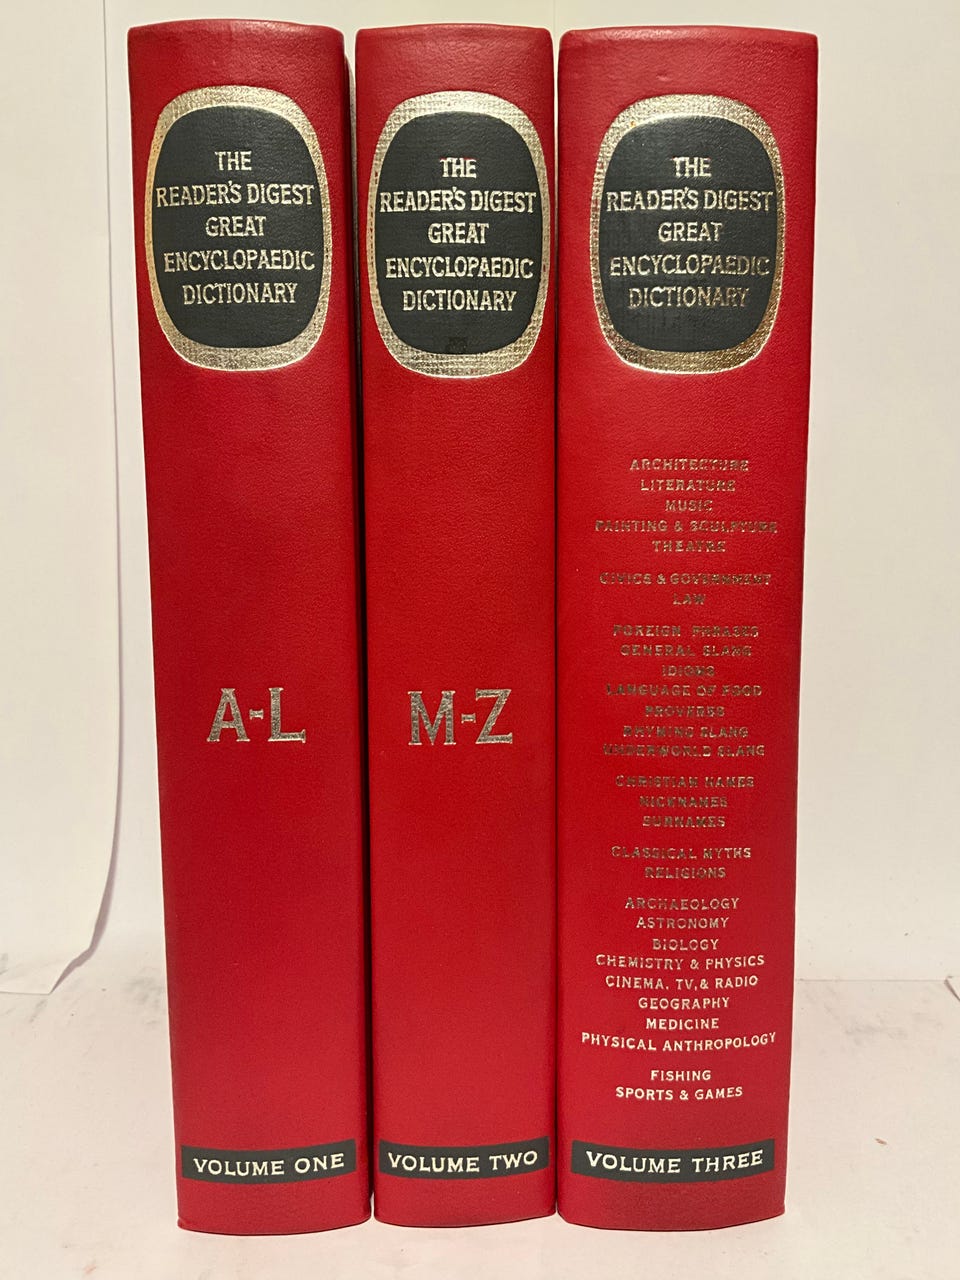 THE
READER'S DIGEST
GREAT
ENCYCLOPAEDIC
DICTIONARY
A-L
VOLUME ONE
THE
READER'S DIGEST
GREAT
ENCYCLOPAEDIC
DICTIONARY
M-Z
VOLUME TWO
THE
READER'S DIGEST
GREAT
ENCYCLOPAEDIC
DICTIONARY
ARCHITECTURE
LITERATURE
MUSIC
PAINTING & SCULPTURE
THEATRE
CIVICS & GOVERNMENT
LAW
FOREIGN PHRASES
GENERAL SLANG
IDIOMS
LANGUAGE OF FOOD
PROVERBS
RHYMING SLANG
UNDERWORLD SLANG
CHRISTIAN NAMES
NICKNAMES
SURNAMES
CLASSICAL MYTHS
RELIGIONS
ARCHAEOLOGY
ASTRONOMY
BIOLOGY
CHEMISTRY & PHYSICS
CINEMA, TV, & RADIO
GEOGRAPHY
MEDICINE
PHYSICAL ANTHROPOLOGY
FISHING
SPORTS & GAMES
VOLUME THREE